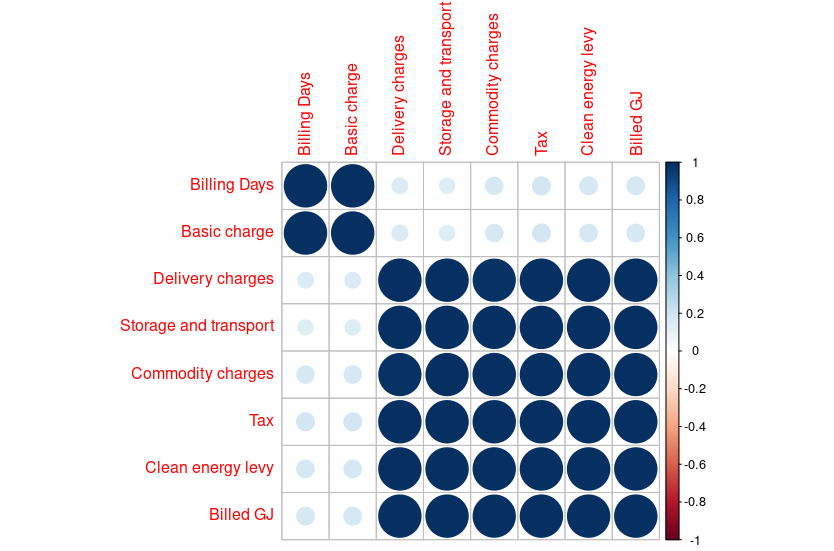 Billing Days
Basic charge
Delivery charges
Storage and transport
Commodity charges
Tax
Clean energy levy
Billed GJ
Billing Days
Basic charge
Delivery charges
Storage and transport
Commodity charges
Tax
Clean energy levy
Billed GJ
1
0.8
0.6
0.4
0.2
0
-0.2
-0.4
-0.6
-0.8
-1